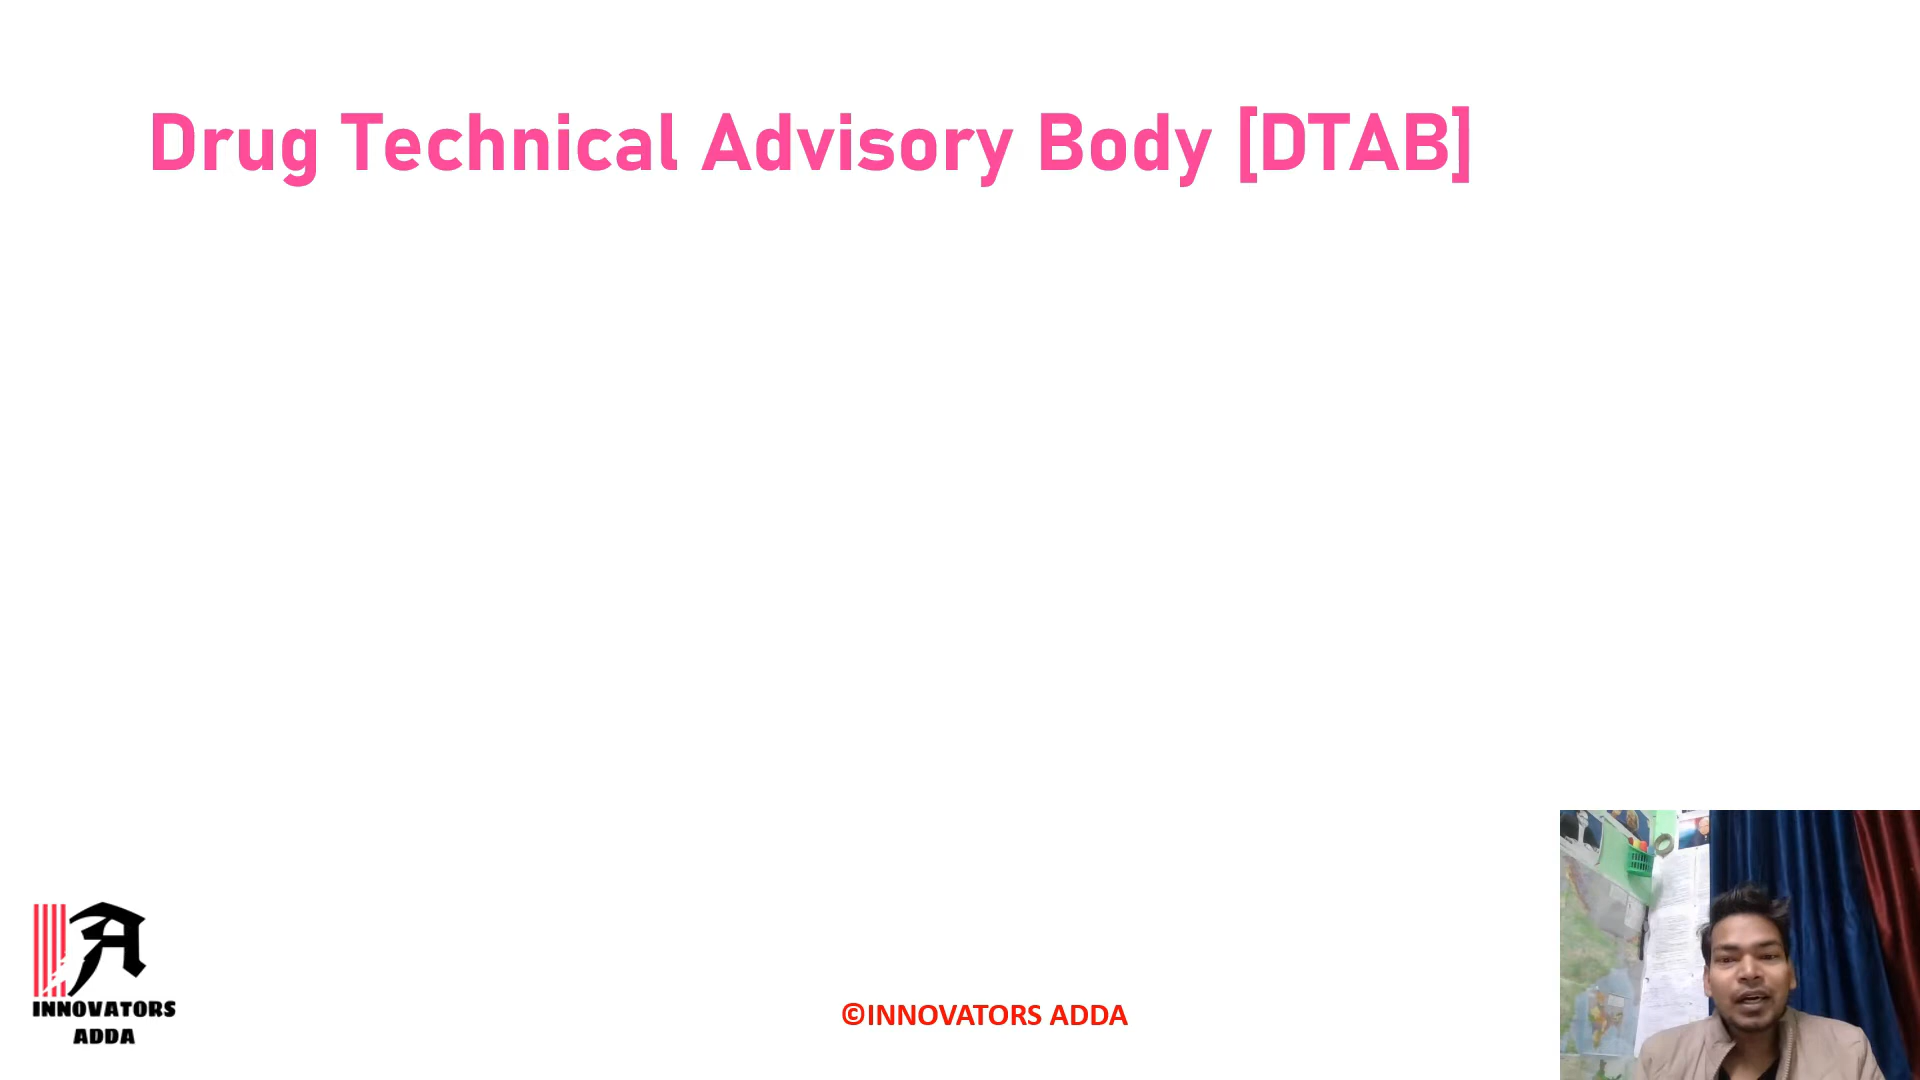 Drug Technical Advisory Body [DTAB]
INNOVATORS
ADDA
©INNOVATORS ADDA